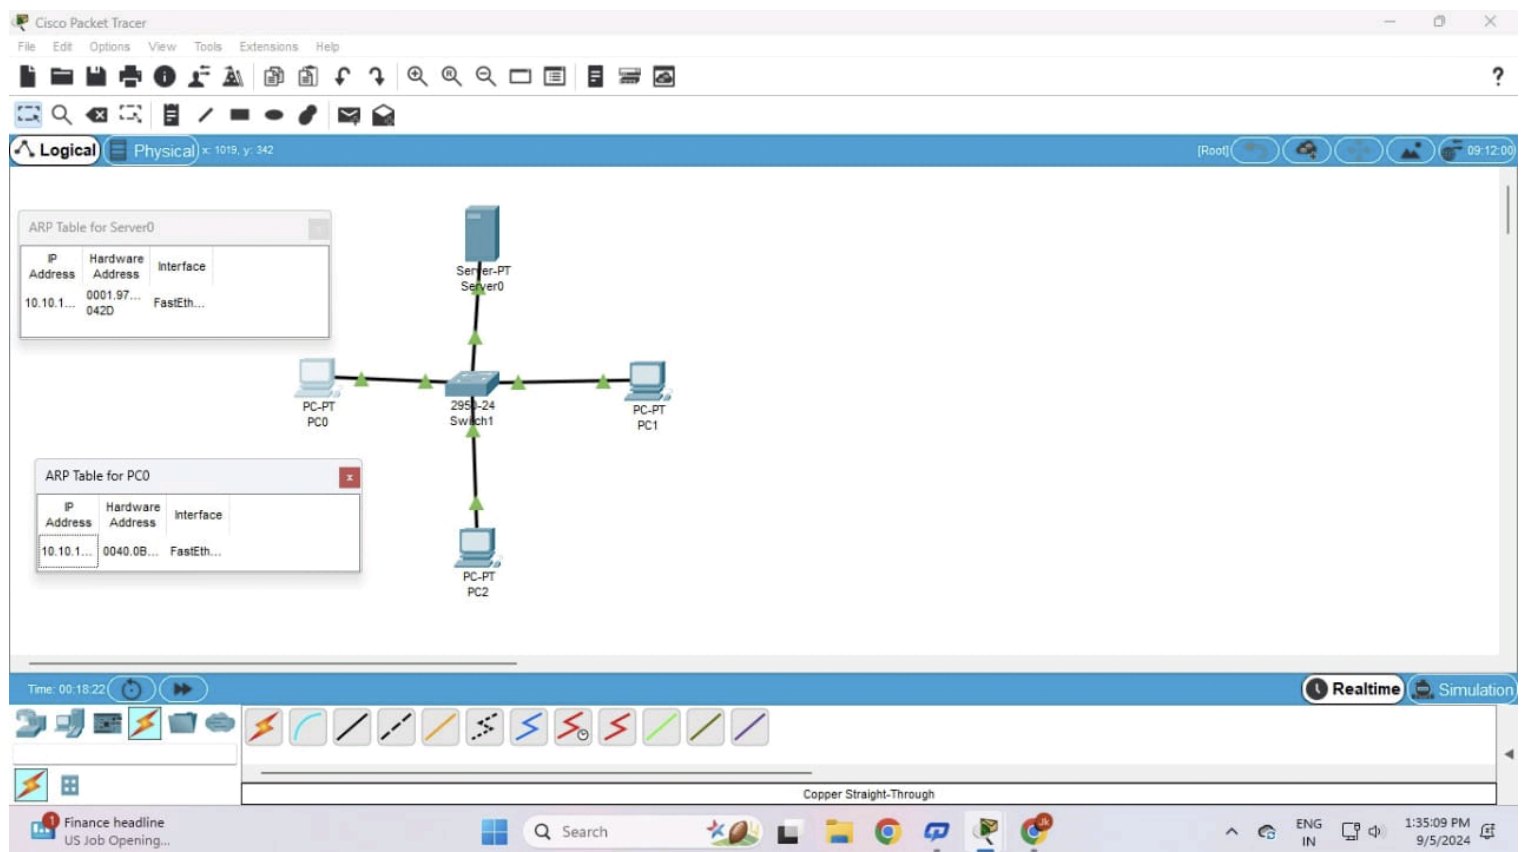 Cisco Packet Tracer
File Edit Options View Tools Extensions Help
?
Logical Physical x: 1019, y: 342 [Root] 09:12:00
ARP Table for Server0
IP Address Hardware Address Interface
10.10.1... 0001.97... 042D FastEth...
Server-PT
Server0
PC-PT
PC0
2950-24
Switch1
PC-PT
PC1
ARP Table for PC0 x
IP Address Hardware Address Interface
10.10.1... 0040.0B... FastEth...
PC-PT
PC2
Time: 00:18:22 Realtime Simulation
Copper Straight-Through
1 Finance headline
US Job Opening...
Search
Jk
ENG
IN
1:35:09 PM
9/5/2024